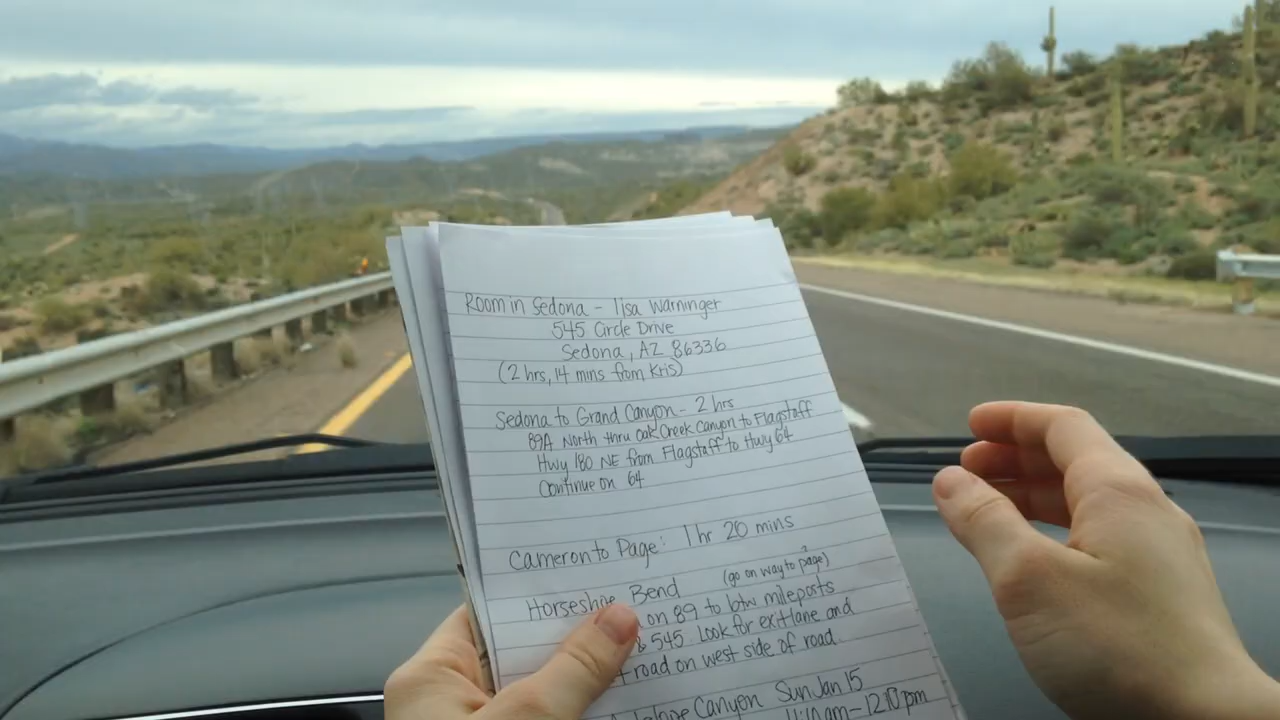 Room in Sedona - lisa Warninger
545 Circle Drive
Sedona, AZ 86336
(2 hrs, 14 mins from Kris)
Sedona to Grand Canyon - 2 hrs
89A North thru oak Creek Canyon to Flagstaff
Hwy 180 NE from Flagstaff to Hwy 64
Continue on 64
Cameron to Page: 1 hr 20 mins
Horseshoe Bend (go on way to page)
on 89 to btw mileposts
& 545. Look for exit lane and
road on west side of road
Canyon Sun Jan 15
11:10am - 12:10pm